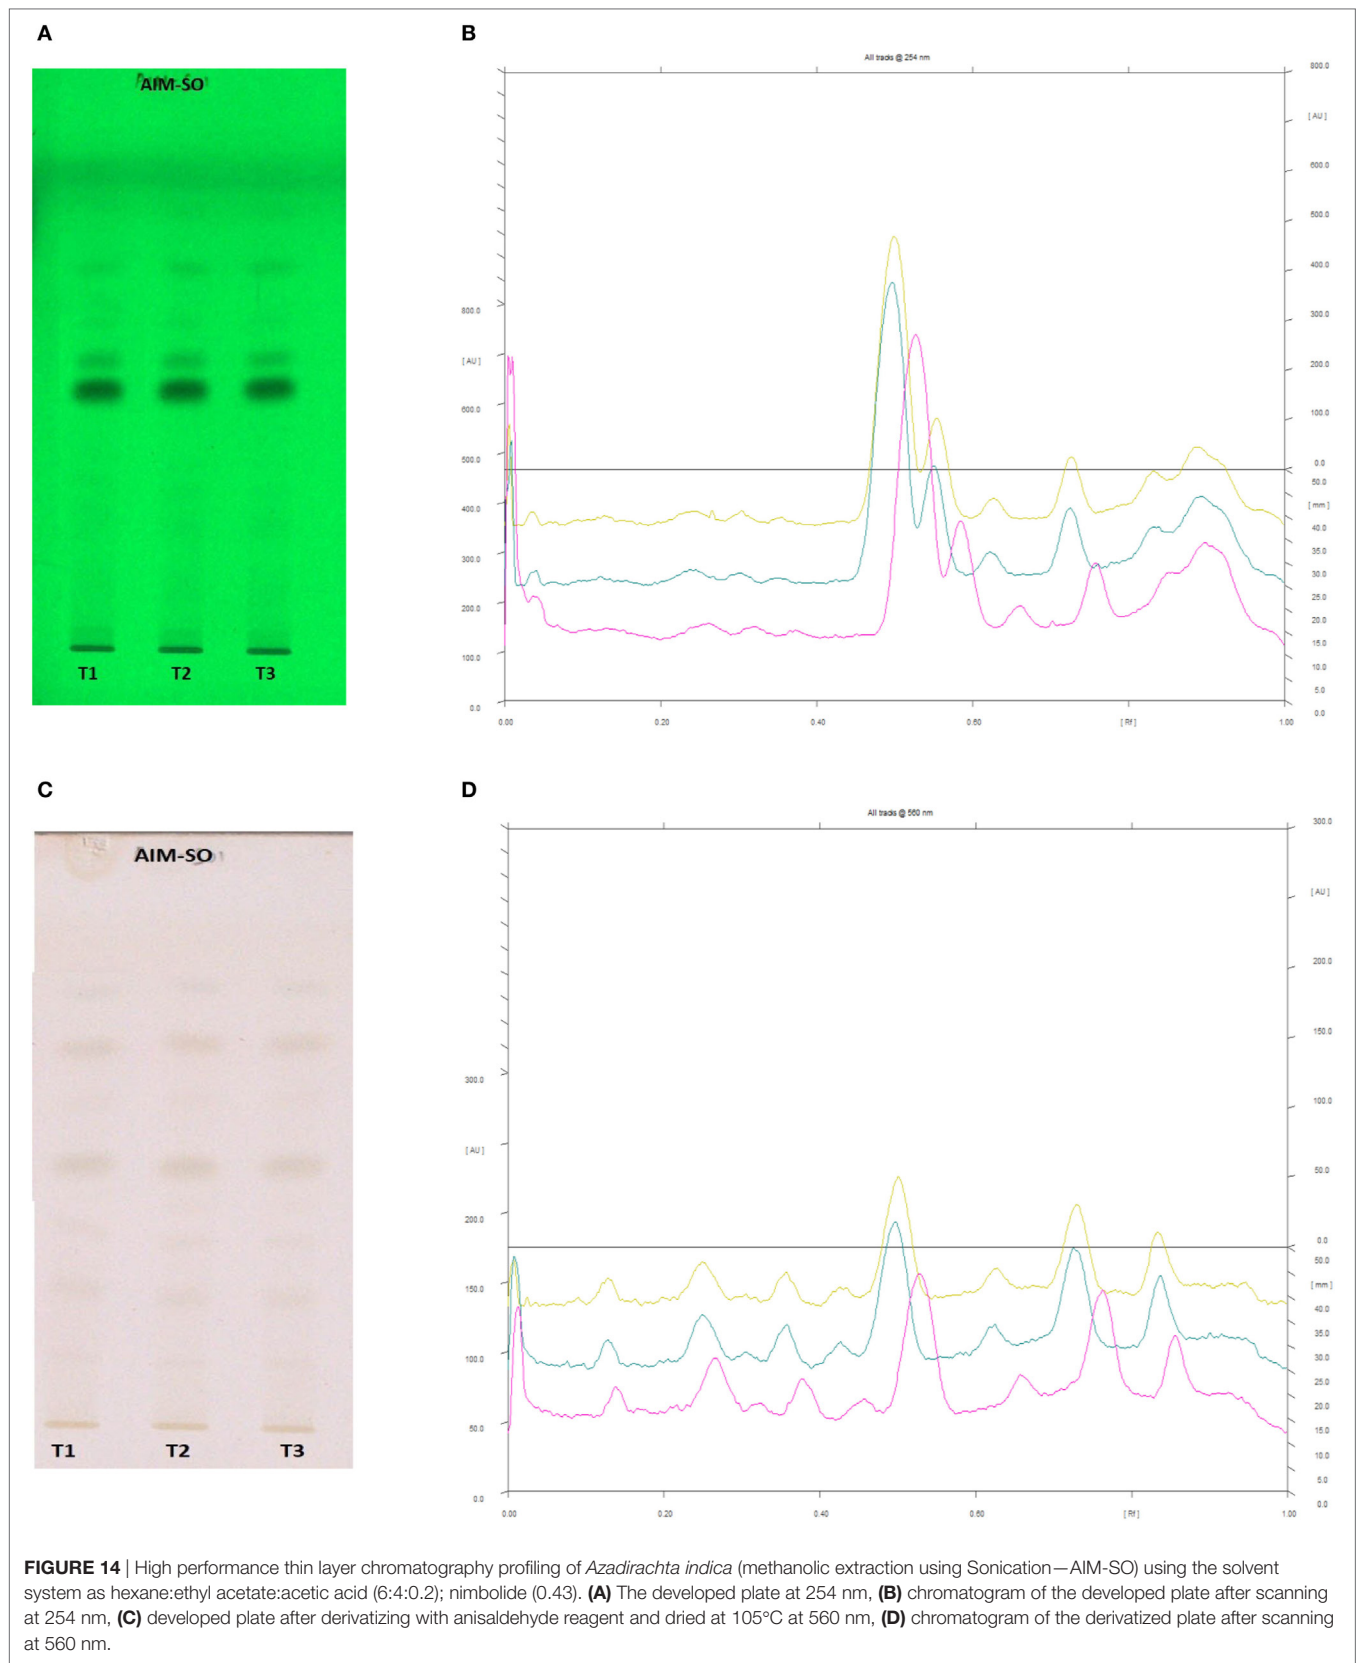 A
B
AIM-SO
T1 T2 T3
All tracks @ 254 nm
800.0
[ AU ]
600.0
500.0
400.0
300.0
200.0
100.0
0.0
50.0
[ mm ]
40.0
35.0
30.0
25.0
20.0
15.0
10.0
5.0
0.0
800.0
[ AU ]
600.0
500.0
400.0
300.0
200.0
100.0
0.0
0.00 0.20 0.40 0.60 [ Rf ] 1.00
C
D
AIM-SO
T1 T2 T3
All tracks @ 560 nm
300.0
[ AU ]
200.0
150.0
100.0
50.0
0.0
50.0
[ mm ]
40.0
35.0
30.0
25.0
20.0
15.0
10.0
5.0
0.0
300.0
[ AU ]
200.0
150.0
100.0
50.0
0.0
0.00 0.20 0.40 0.60 [ Rf ] 1.00
FIGURE 14 | High performance thin layer chromatography profiling of Azadirachta indica (methanolic extraction using Sonication—AIM-SO) using the solvent
system as hexane:ethyl acetate:acetic acid (6:4:0.2); nimbolide (0.43). (A) The developed plate at 254 nm, (B) chromatogram of the developed plate after scanning
at 254 nm, (C) developed plate after derivatizing with anisaldehyde reagent and dried at 105°C at 560 nm, (D) chromatogram of the derivatized plate after scanning
at 560 nm.